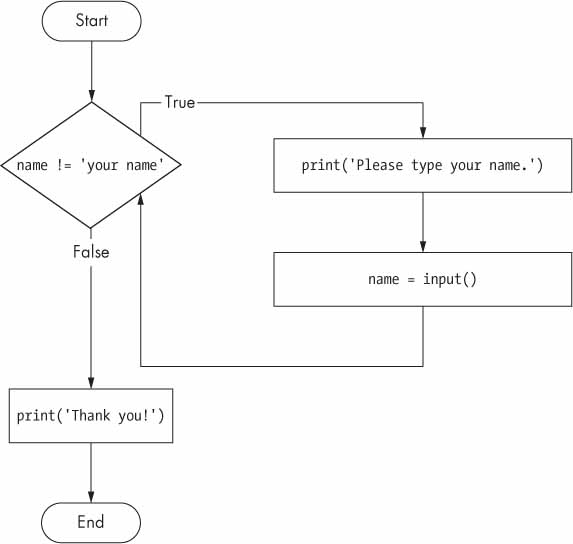 Start
True
name != 'your name'
print('Please type your name.')
False
name = input()
print('Thank you!')
End